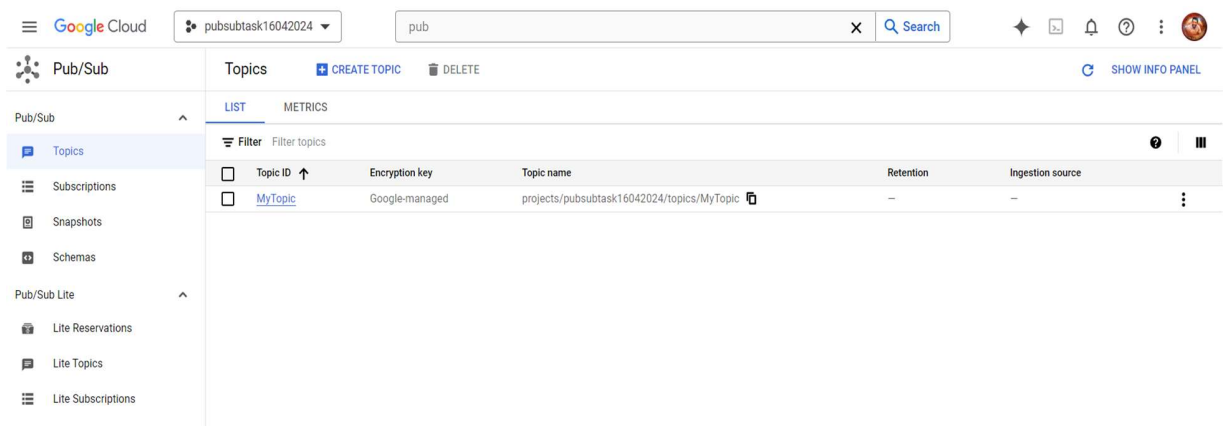 Google Cloud
pubsubtask16042024
pub
Search
Pub/Sub
Topics
CREATE TOPIC
DELETE
SHOW INFO PANEL
Pub/Sub
Topics
Subscriptions
Snapshots
Schemas
Pub/Sub Lite
Lite Reservations
Lite Topics
Lite Subscriptions
LIST METRICS
Filter Filter topics
Topic ID Encryption key Topic name Retention Ingestion source
MyTopic Google-managed projects/pubsubtask16042024/topics/MyTopic — —